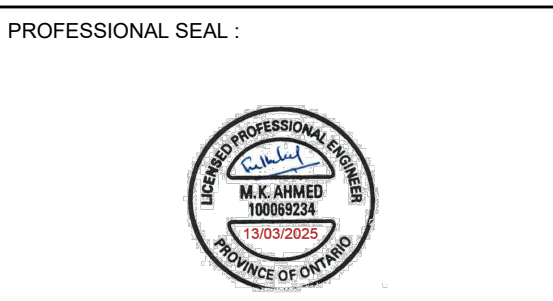 PROFESSIONAL SEAL :
LICENSED PROFESSIONAL ENGINEER
M.K. AHMED
100069234
13/03/2025
PROVINCE OF ONTARIO